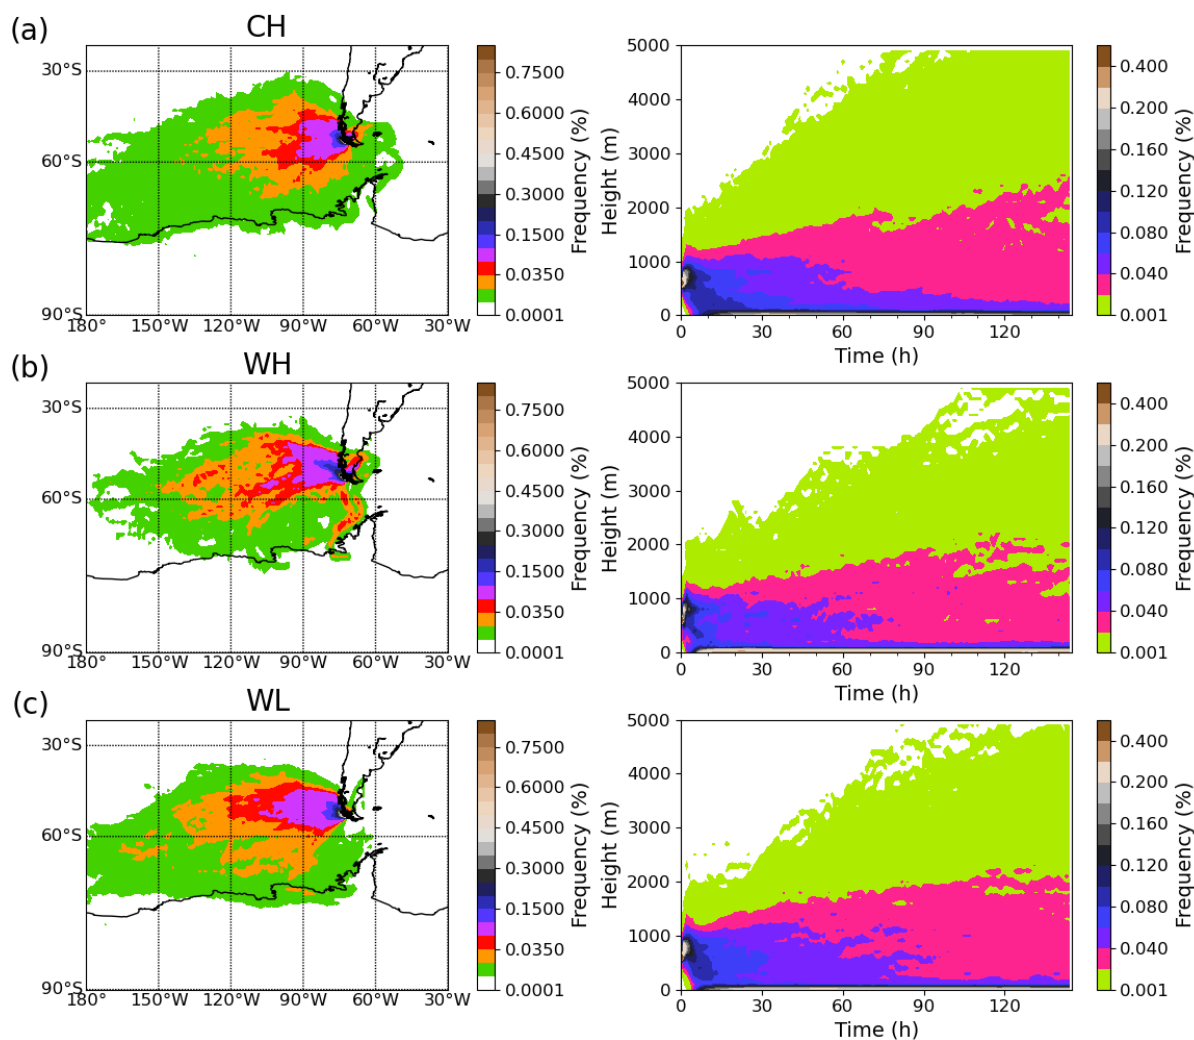 (a)
CH
30°S
60°S
90°S
180° 150°W 120°W 90°W 60°W 30°W
0.7500
0.6000
0.4500
0.3000
0.1500
0.0350
0.0001
Frequency (%)
5000
4000
3000
2000
1000
0
Height (m)
0 30 60 90 120
Time (h)
0.400
0.200
0.160
0.120
0.080
0.040
0.001
Frequency (%)
(b)
WH
30°S
60°S
90°S
180° 150°W 120°W 90°W 60°W 30°W
0.7500
0.6000
0.4500
0.3000
0.1500
0.0350
0.0001
Frequency (%)
5000
4000
3000
2000
1000
0
Height (m)
0 30 60 90 120
Time (h)
0.400
0.200
0.160
0.120
0.080
0.040
0.001
Frequency (%)
(c)
WL
30°S
60°S
90°S
180° 150°W 120°W 90°W 60°W 30°W
0.7500
0.6000
0.4500
0.3000
0.1500
0.0350
0.0001
Frequency (%)
5000
4000
3000
2000
1000
0
Height (m)
0 30 60 90 120
Time (h)
0.400
0.200
0.160
0.120
0.080
0.040
0.001
Frequency (%)